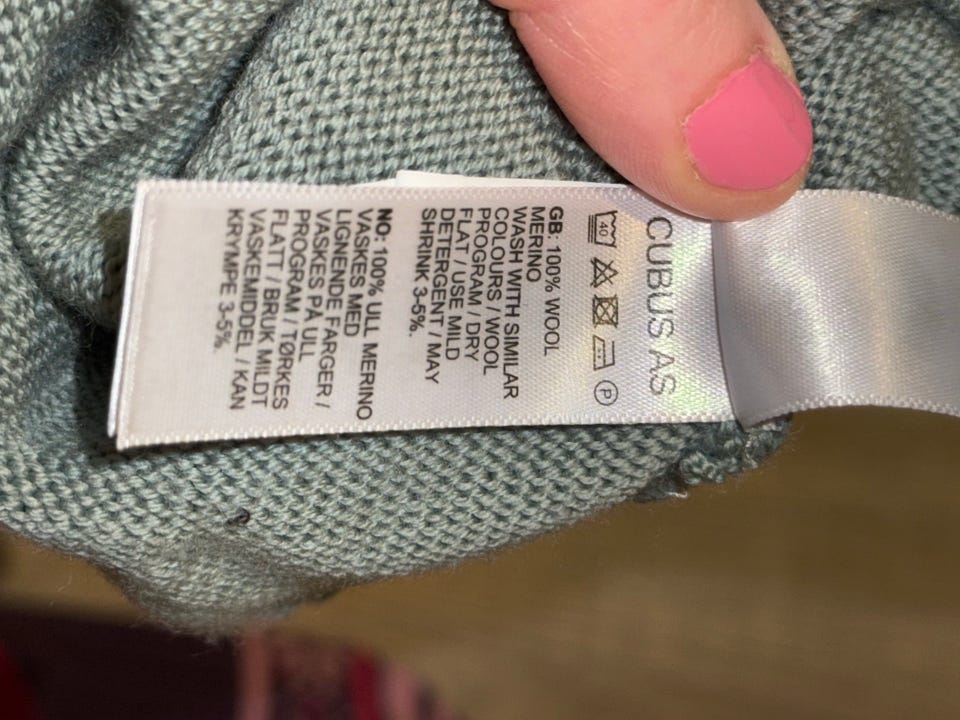 CUBUS AS
40 P
GB: 100% WOOL
MERINO
WASH WITH SIMILAR
COLOURS / WOOL
PROGRAM / DRY
FLAT / USE MILD
DETERGENT / MAY
SHRINK 3-5%.
NO: 100% ULL MERINO
VASKES MED
LIGNENDE FARGER /
VASKES PÅ ULL
PROGRAM / TØRKES
FLATT / BRUK MILDT
VASKEMIDDEL / KAN
KRYMPE 3-5%.